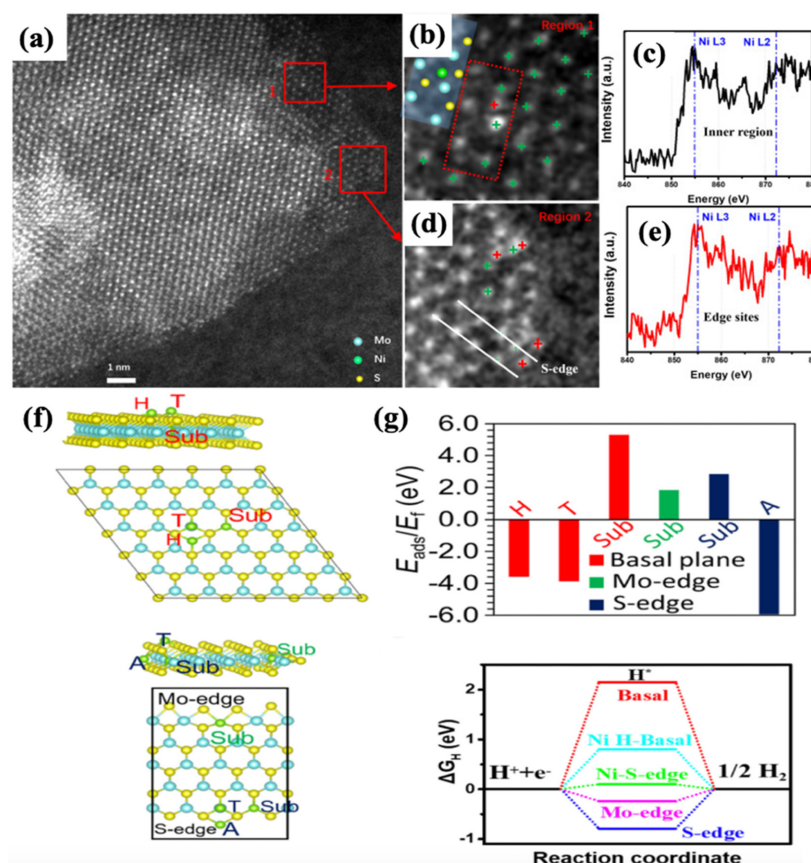 (a)
1
2
Mo
Ni
S
1 nm
(b)
Region 1
(c)
Intensity (a.u.)
Ni L3
Ni L2
Inner region
840
850
860
870
880
Energy (eV)
(d)
Region 2
S-edge
(e)
Intensity (a.u.)
Ni L3
Ni L2
Edge sites
840
850
860
870
Energy (eV)
(f)
H
T
Sub
T
Sub
H
T
A
Sub
Sub
Mo-edge
Sub
T
Sub
S-edge
A
(g)
Eads/Ef (eV)
6.0
4.0
2.0
0.0
-2.0
-4.0
-6.0
H
T
Sub
Sub
Sub
A
Basal plane
Mo-edge
S-edge
ΔGH (eV)
2
1
0
-1
H*
Basal
Ni H-Basal
H++e-
1/2 H2
Ni-S-edge
Mo-edge
S-edge
Reaction coordinate